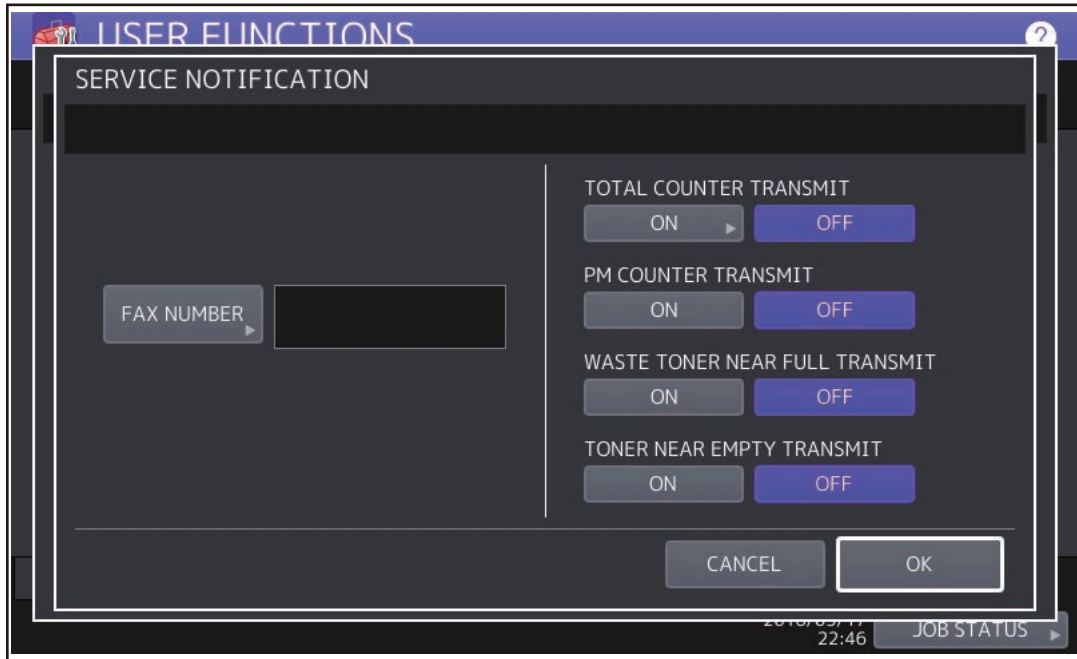 USER FUNCTIONS
?
SERVICE NOTIFICATION
TOTAL COUNTER TRANSMIT
ON OFF
PM COUNTER TRANSMIT
ON OFF
FAX NUMBER
WASTE TONER NEAR FULL TRANSMIT
ON OFF
TONER NEAR EMPTY TRANSMIT
ON OFF
CANCEL OK
22:46
JOB STATUS